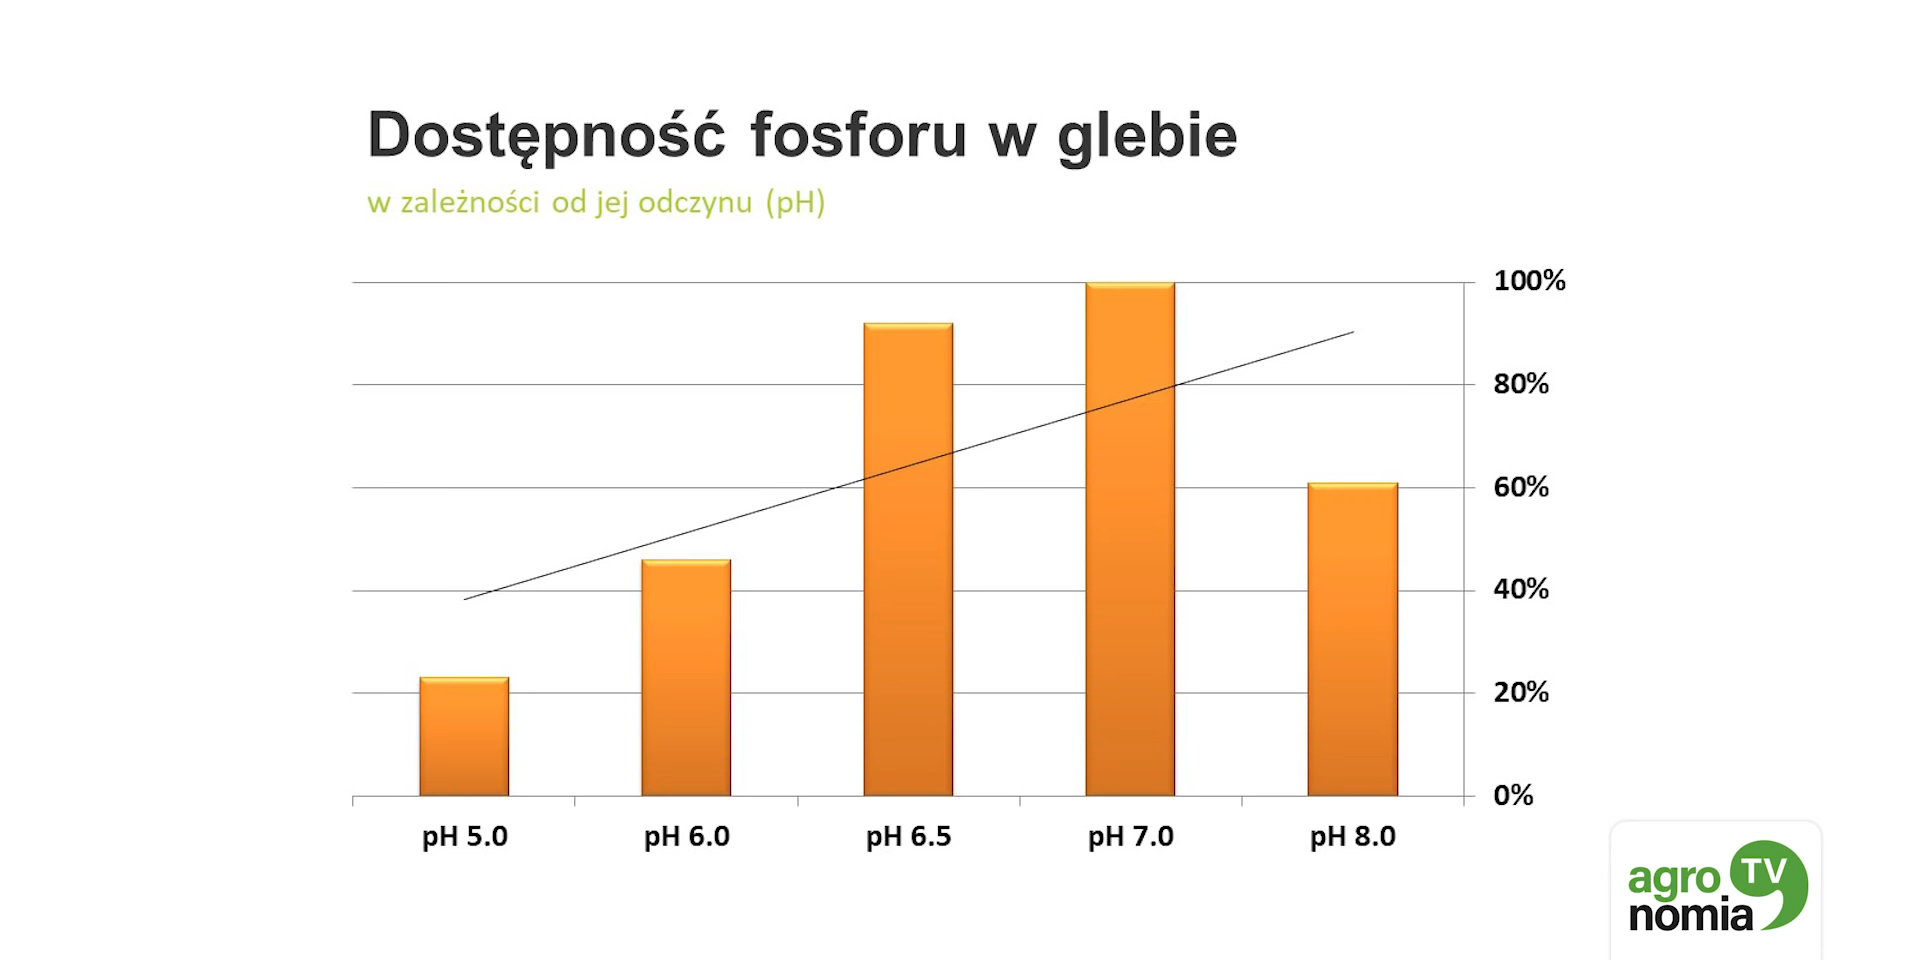 Dostępność fosforu w glebie
w zależności od jej odczynu (pH)
100%
80%
60%
40%
20%
0%
pH 5.0 pH 6.0 pH 6.5 pH 7.0 pH 8.0
agro TV
nomia